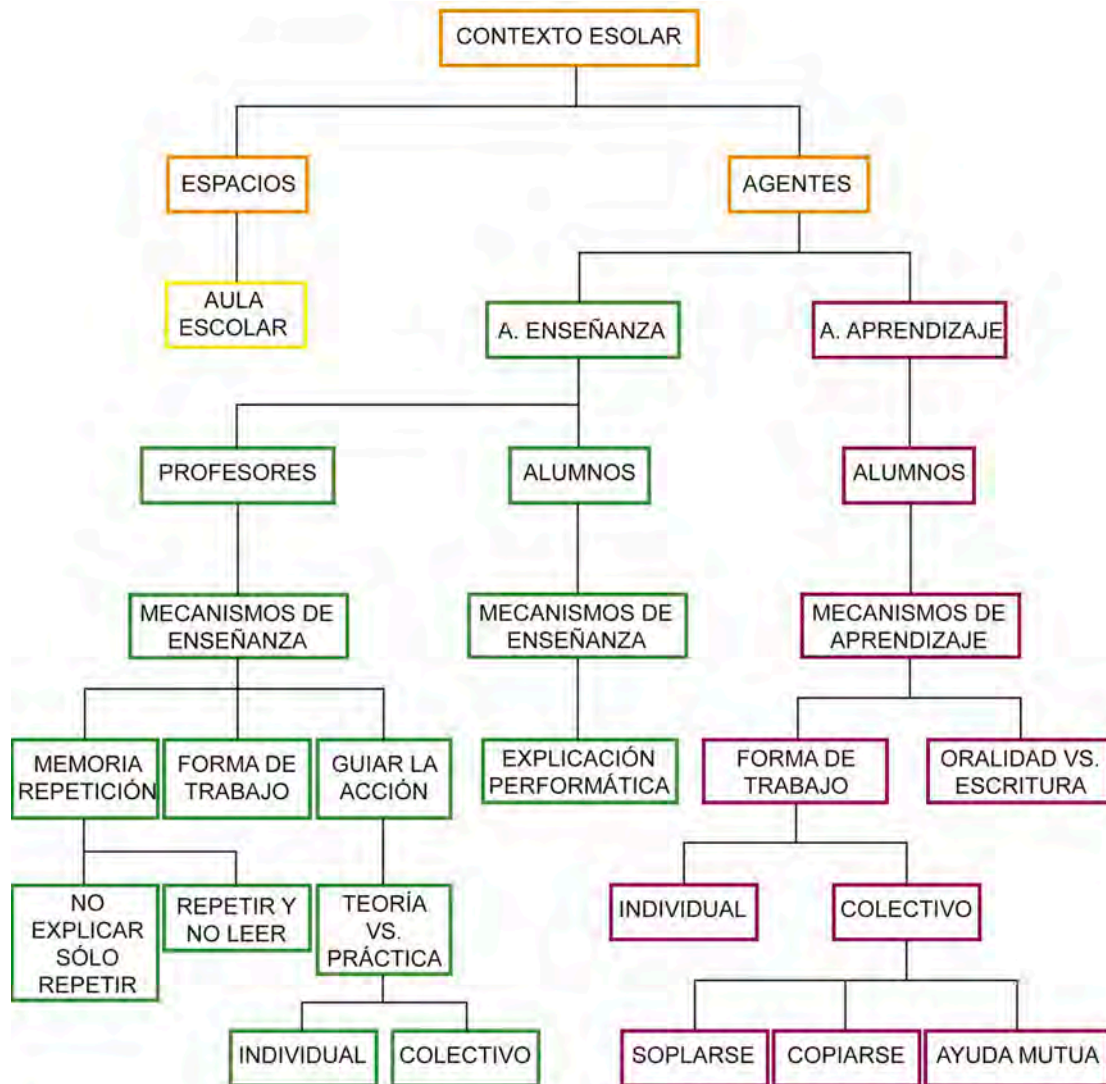 CONTEXTO ESOLAR
ESPACIOS
AGENTES
AULA
ESCOLAR
A. ENSEÑANZA
A. APRENDIZAJE
PROFESORES
ALUMNOS
ALUMNOS
MECANISMOS DE
ENSEÑANZA
MECANISMOS DE
ENSEÑANZA
MECANISMOS DE
APRENDIZAJE
MEMORIA
REPETICIÓN
FORMA DE
TRABAJO
GUIAR LA
ACCIÓN
EXPLICACIÓN
PERFORMÁTICA
FORMA DE
TRABAJO
ORALIDAD VS.
ESCRITURA
NO
EXPLICAR
SÓLO
REPETIR
REPETIR Y
NO LEER
TEORÍA
VS.
PRÁCTICA
INDIVIDUAL
COLECTIVO
INDIVIDUAL
COLECTIVO
SOPLARSE
COPIARSE
AYUDA MUTUA